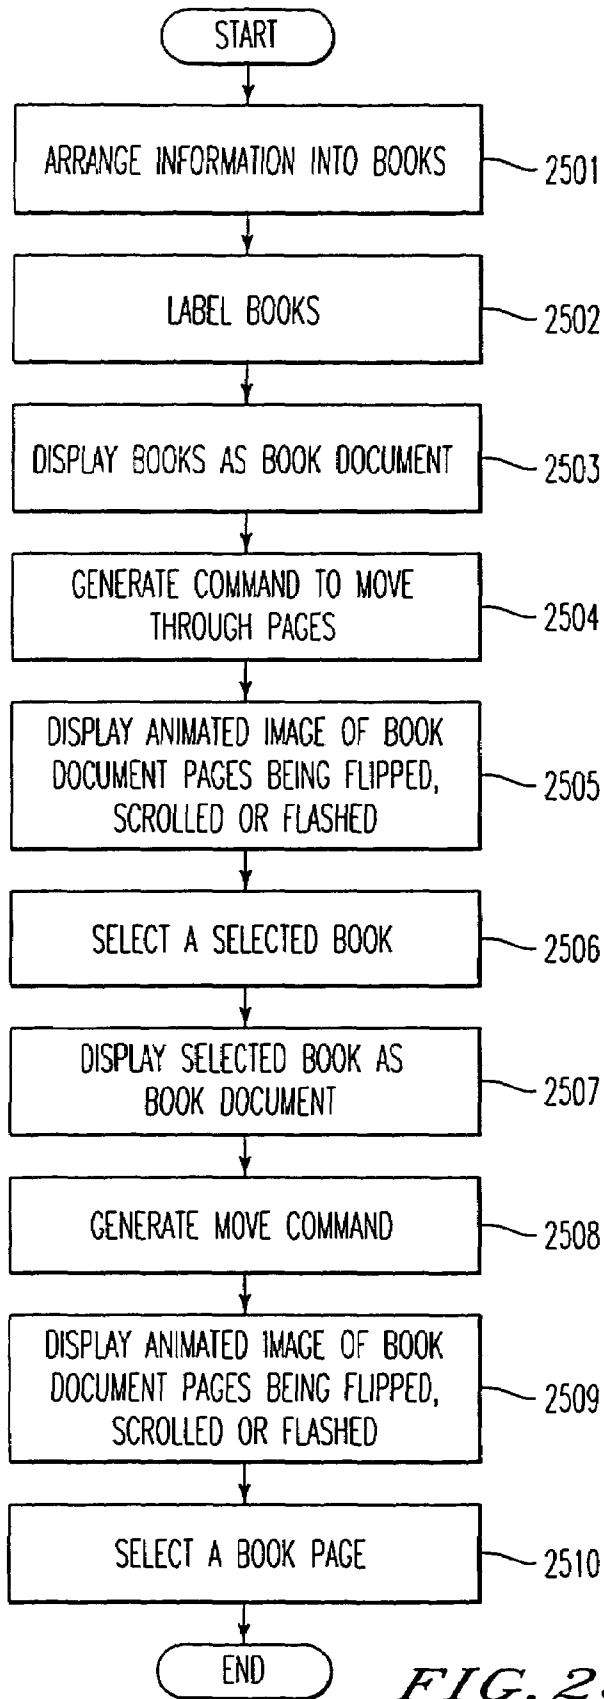 START
ARRANGE INFORMATION INTO BOOKS
2501
LABEL BOOKS
2502
DISPLAY BOOKS AS BOOK DOCUMENT
2503
GENERATE COMMAND TO MOVE
THROUGH PAGES
2504
DISPLAY ANIMATED IMAGE OF BOOK
DOCUMENT PAGES BEING FLIPPED,
SCROLLED OR FLASHED
2505
SELECT A SELECTED BOOK
2506
DISPLAY SELECTED BOOK AS
BOOK DOCUMENT
2507
GENERATE MOVE COMMAND
2508
DISPLAY ANIMATED IMAGE OF BOOK
DOCUMENT PAGES BEING FLIPPED,
SCROLLED OR FLASHED
2509
SELECT A BOOK PAGE
2510
END
FIG.2